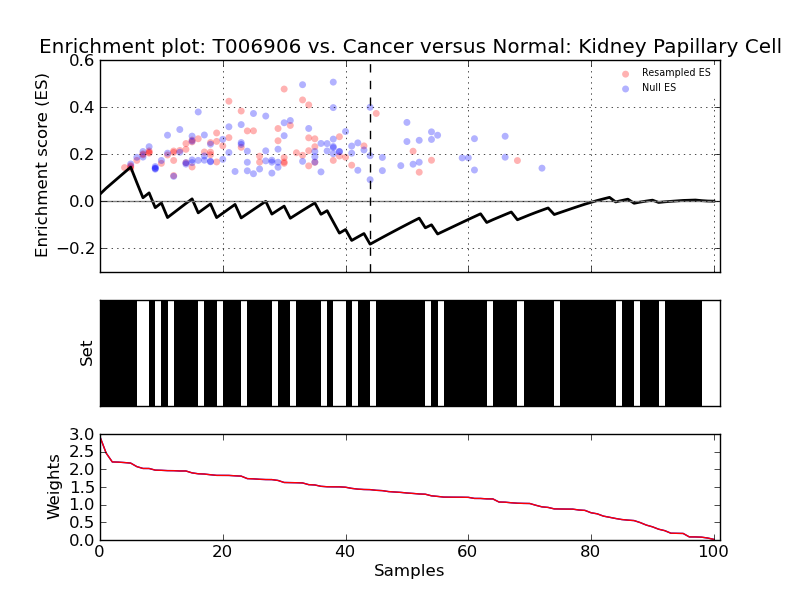 Enrichment plot: T006906 vs. Cancer versus Normal: Kidney Papillary Cell
Enrichment score (ES)
0.6
0.4
0.2
0.0
−0.2
Resampled ES
Null ES
Set
Weights
3.0
2.5
2.0
1.5
1.0
0.5
0.0
0
20
40
60
80
100
Samples